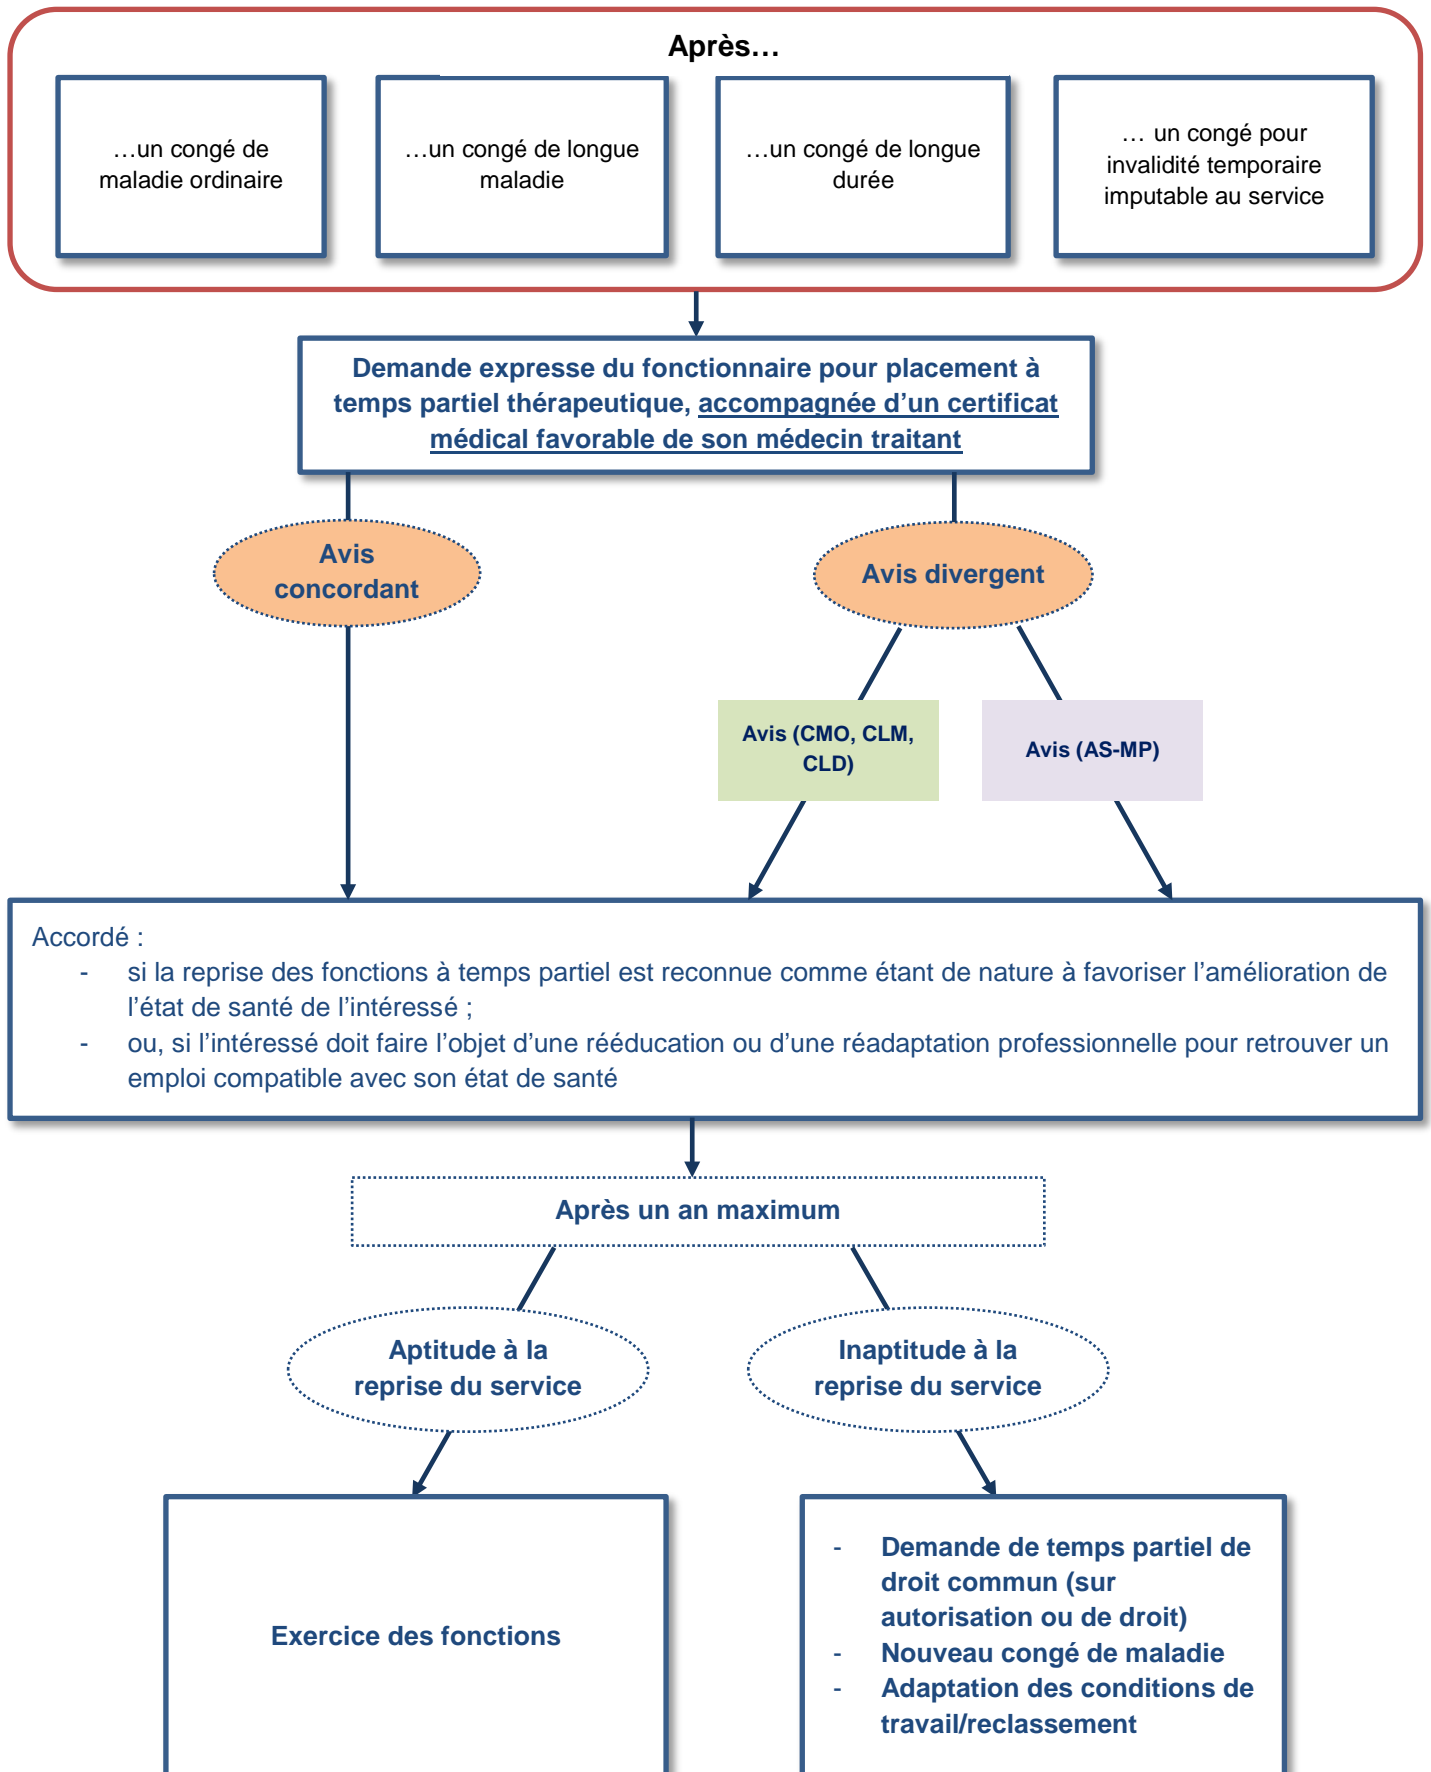 Après…
…un congé de
maladie ordinaire
…un congé de longue
maladie
…un congé de longue
durée
… un congé pour
invalidité temporaire
imputable au service
Demande expresse du fonctionnaire pour placement à
temps partiel thérapeutique, accompagnée d’un certificat
médical favorable de son médecin traitant
Avis
concordant
Avis divergent
Avis (CMO, CLM,
CLD)
Avis (AS-MP)
Accordé :
- si la reprise des fonctions à temps partiel est reconnue comme étant de nature à favoriser l’amélioration de
l’état de santé de l’intéressé ;
- ou, si l’intéressé doit faire l’objet d’une rééducation ou d’une réadaptation professionnelle pour retrouver un
emploi compatible avec son état de santé
Après un an maximum
Aptitude à la
reprise du service
Inaptitude à la
reprise du service
Exercice des fonctions
- Demande de temps partiel de
droit commun (sur
autorisation ou de droit)
- Nouveau congé de maladie
- Adaptation des conditions de
travail/reclassement